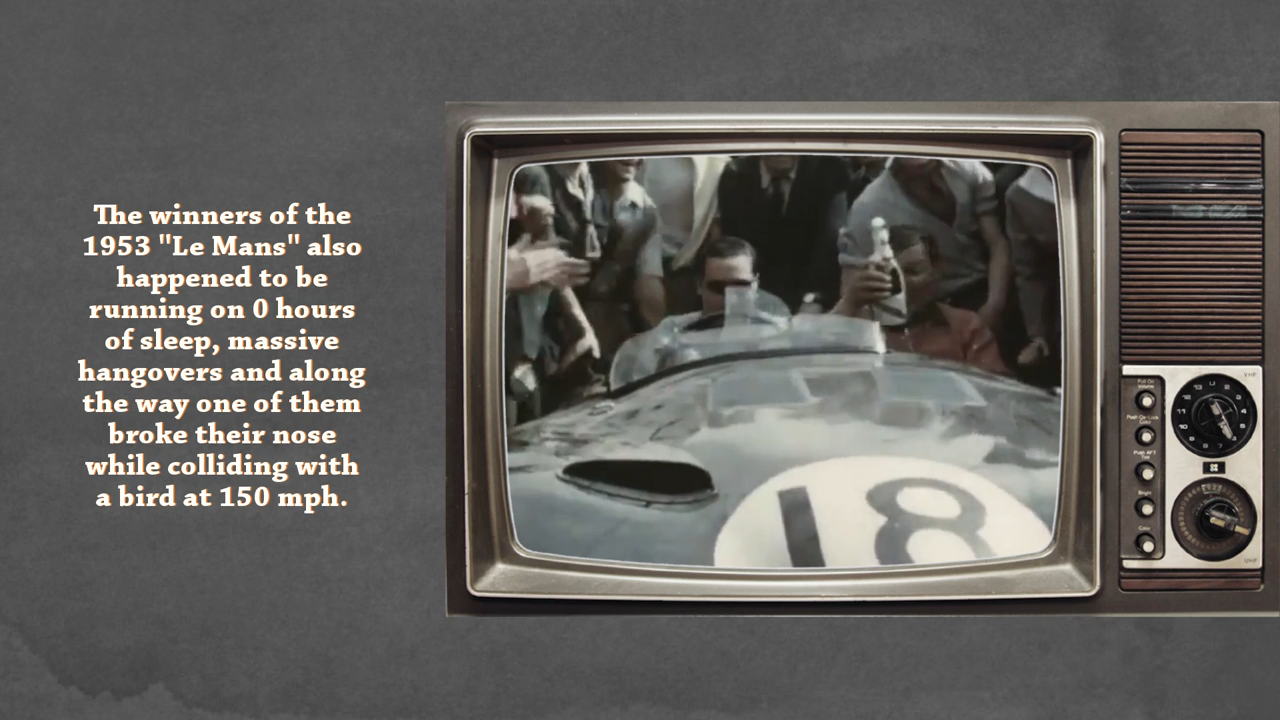 The winners of the
1953 "Le Mans" also
happened to be
running on 0 hours
of sleep, massive
hangovers and along
the way one of them
broke their nose
while colliding with
a bird at 150 mph.
18